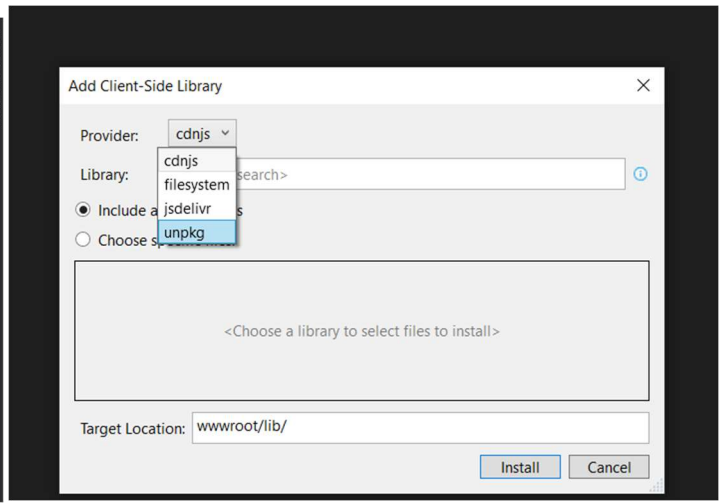 Add Client-Side Library
Provider: cdnjs
cdnjs
filesystem
jsdelivr
unpkg
Library: search>
Include a s
Choose
<Choose a library to select files to install>
Target Location: wwwroot/lib/
Install Cancel